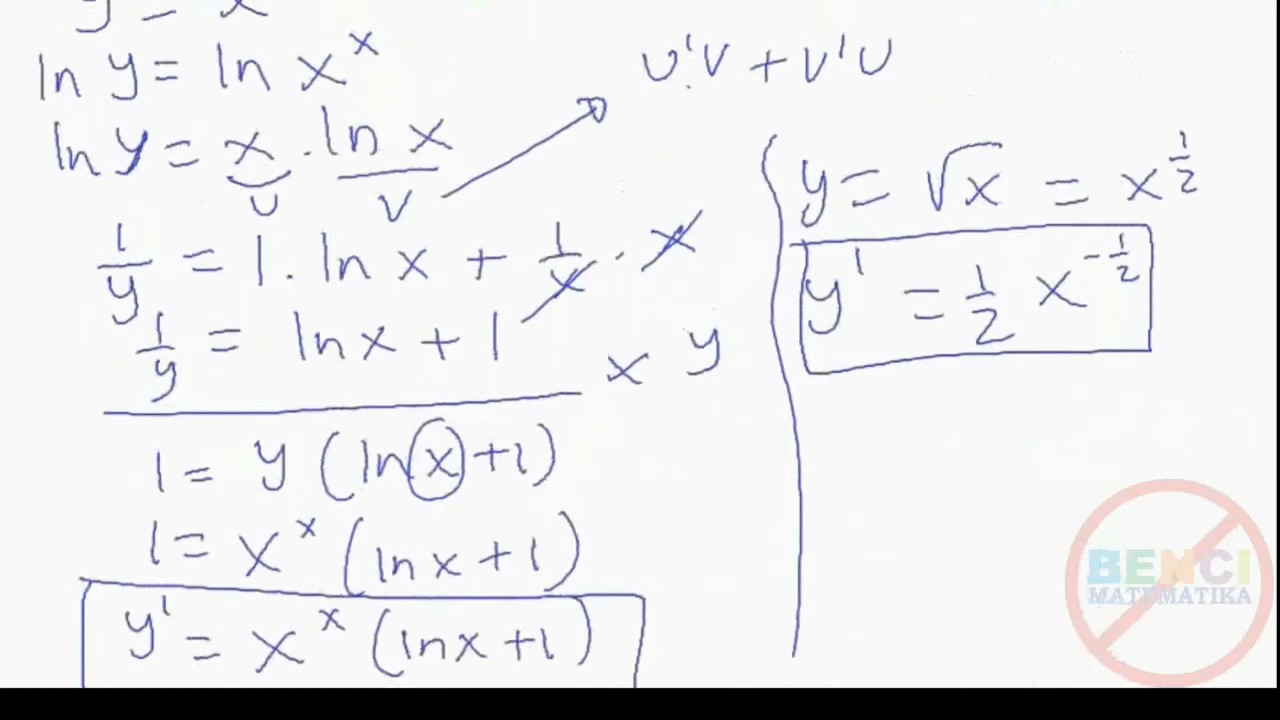 y = x
ln y = ln x^x
ln y = x . ln x
u v
u'v + v'u
1/y = 1 . ln x + 1/x . x
1/y = ln x + 1
x y
1 = y (ln x + 1)
1 = x^x (ln x + 1)
y' = x^x (ln x + 1)
y = √x = x^(1/2)
y' = 1/2 x^(-1/2)
BENCI
MATEMATIKA